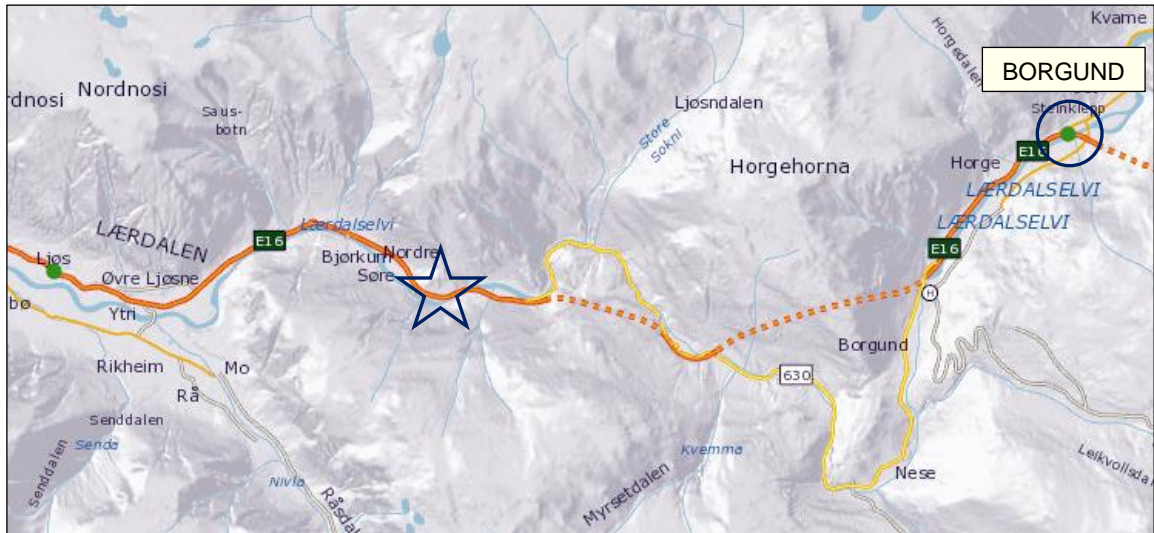 Kvame
BORGUND
Horgedalen
Steinklepp
Nordnosi
rdnosi
Saus-
botn
Ljøsndalen
Store
Sokni
Horgehorna
Horge
E16
LÆRDALSELVI
LÆRDALSELVI
E16
LÆRDALEN
Lærdalselvi
E16
Nordre
Bjørkum
Søre
Ljøs
Øvre Ljøsne
bø
Ytri
H
Borgund
630
Rikheim
Mo
Rå
Senddalen
Senda
Senddalen
Nivla
Råsdal
Kvemma
Myrsetdalen
Nese
Leikvollsda